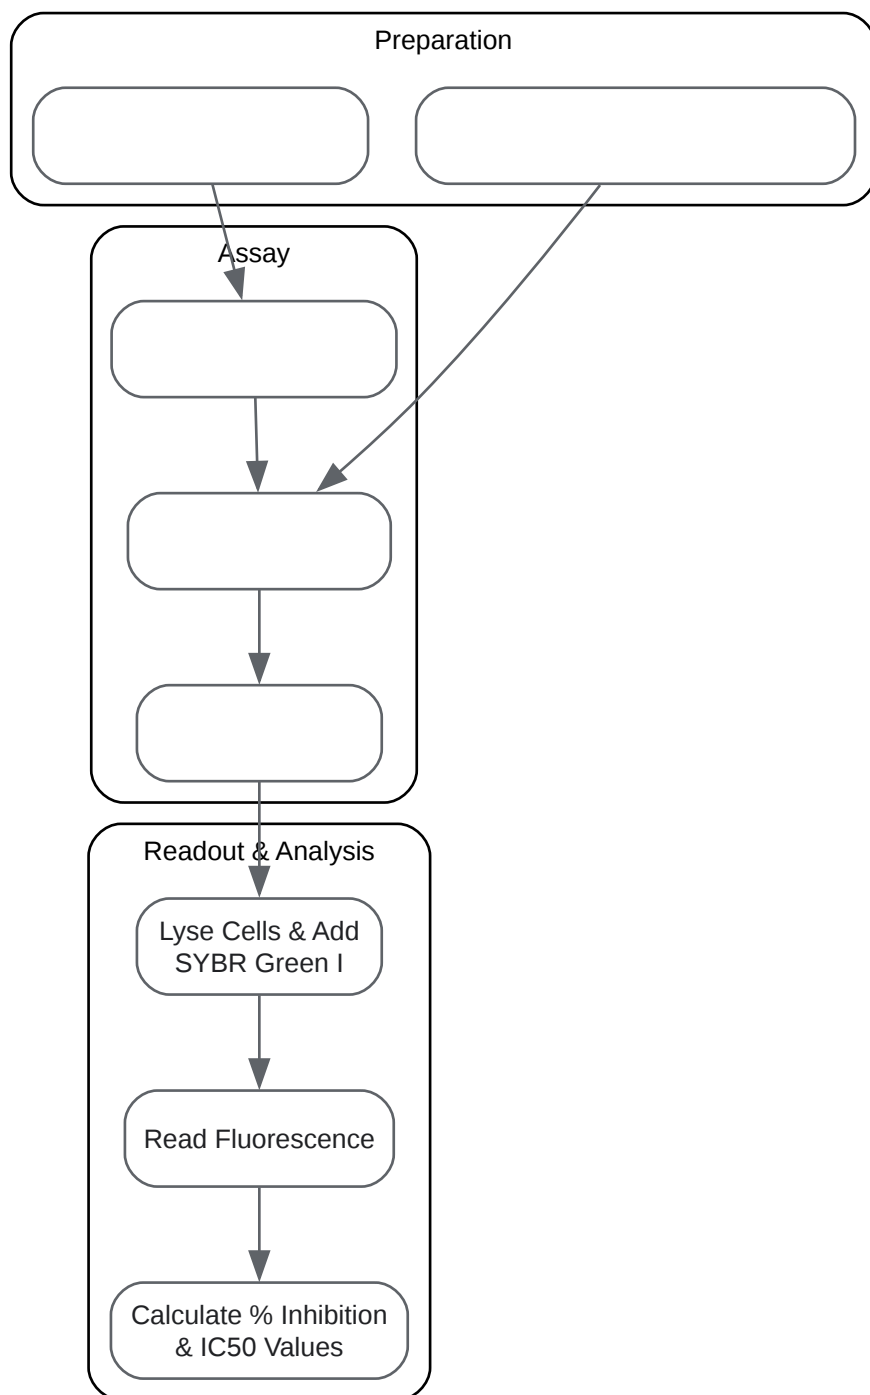 Preparation
Assay
Readout & Analysis
Lyse Cells & Add
SYBR Green I
Read Fluorescence
Calculate % Inhibition
& IC50 Values